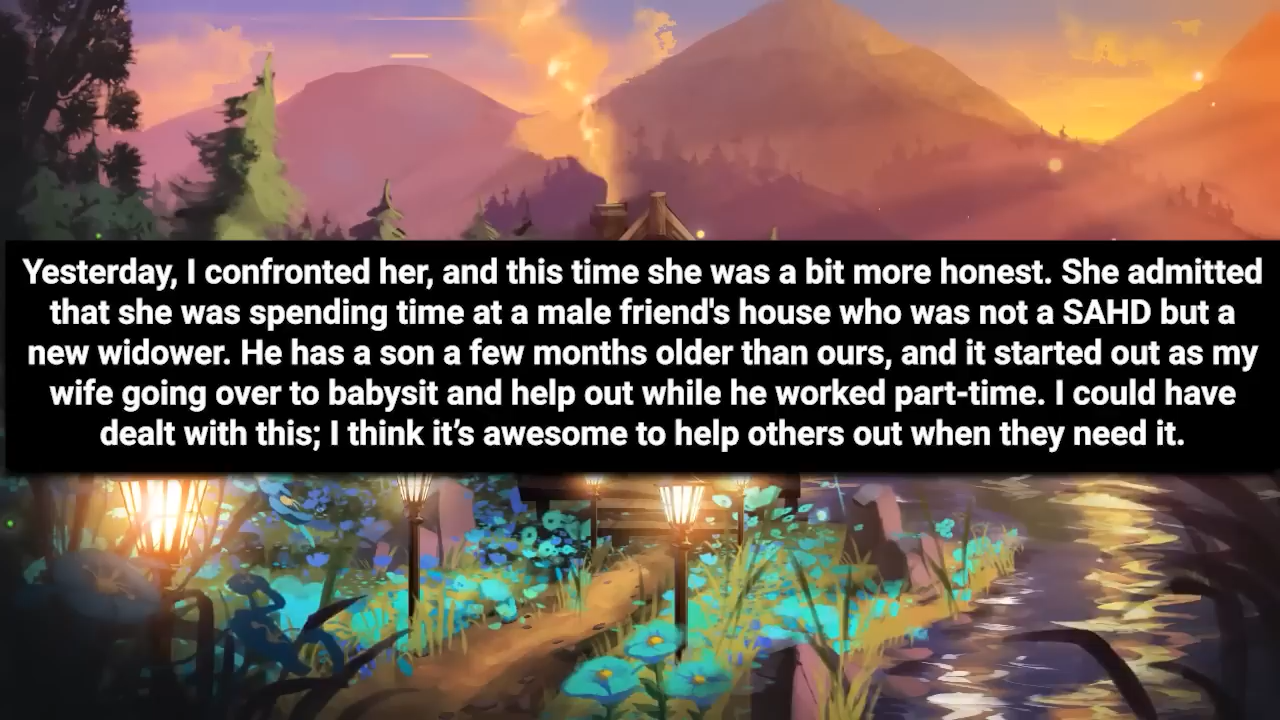 Yesterday, I confronted her, and this time she was a bit more honest. She admitted
that she was spending time at a male friend's house who was not a SAHD but a
new widower. He has a son a few months older than ours, and it started out as my
wife going over to babysit and help out while he worked part-time. I could have
dealt with this; I think it’s awesome to help others out when they need it.